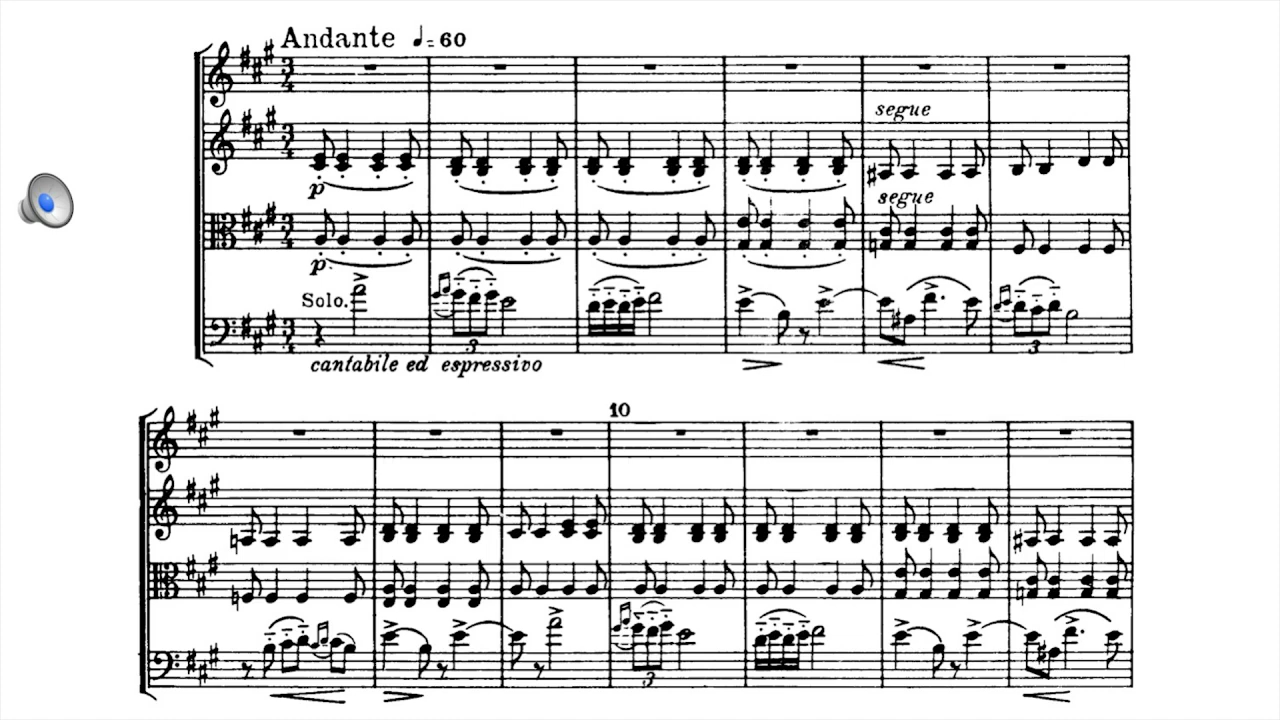 Andante ♩=60
segue
p
segue
p
Solo.
3
3
cantabile ed espressivo
10
3